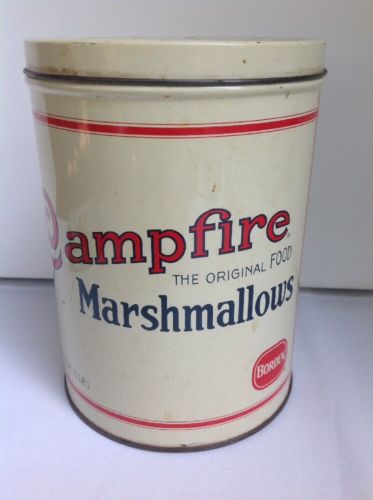 Campfire
THE ORIGINAL FOOD
Marshmallows
BORDEN